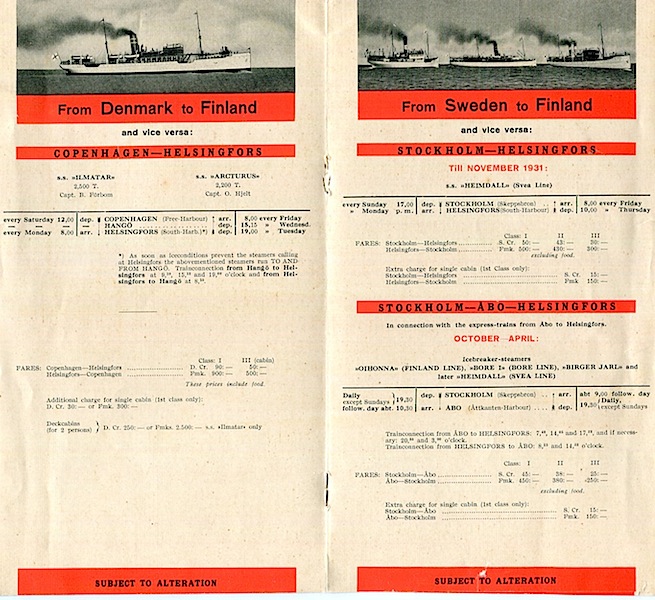 From Denmark to Finland
and vice versa:
COPENHAGEN—HELSINGFORS
s.s. »ILMATAR« s.s. »ARCTURUS«
2,500 T. 2,200 T.
Capt. B. Förbom Capt. O. Hjelt
every Saturday 12,00 dep. COPENHAGEN (Free-Harbour) arr. 8,00 every Friday
» — — HANGÖ 15,15 » Wednesd.
every Monday 8,00 arr. HELSINGFORS (South-Harb.)*) dep. 19,00 » Tuesday
*) As soon as iceconditions prevent the steamers calling
at Helsingfors the abovementioned steamers run TO AND
FROM HANGÖ. Trainconnection from Hangö to Hel-
singfors at o'clock and from Hel-
singfors to Hangö at
Class: I III (cabin)
FARES: Copenhagen—Helsingfors D. Cr. 90:— 50:—
Helsingfors—Copenhagen Fmk. 900:— 500:—
These prices include food.
Additional charge for single cabin (1st class only):
D. Cr. 30:— or Fmk. 300:—
Deckcabins
(for 2 persons) } D. Cr. 250:— or Fmks. 2.500:— s.s. »Ilmatar« only
SUBJECT TO ALTERATION
From Sweden to Finland
and vice versa:
STOCKHOLM—HELSINGFORS
Till NOVEMBER 1931:
s.s. »HEIMDALL« (Svea Line)
every Sunday 17,00 dep. STOCKHOLM (Skeppsbron) arr. 8,00 every Friday
» Monday p. m. arr. HELSINGFORS (South-Harbour) dep. 10,00 » Thursday
Class: I II III
FARES: Stockholm—Helsingfors S. Cr. 50:— 43:— 30:—
Helsingfors—Stockholm Fmk. 500:— 430:— 300:—
excluding food.
Extra charge for single cabin (1st Class only):
Stockholm—Helsingfors S. Cr. 15:—
Helsingfors—Stockholm Fmk 150:—
STOCKHOLM—ÅBO—HELSINGFORS
In connection with the express-trains from Åbo to Helsingfors.
OCTOBER—APRIL:
Icebreaker-steamers
»OIHONNA« (FINLAND LINE), »BORE I» (BORE LINE), »BIRGER JARL« and
later »HEIMDALL« (SVEA LINE)
Daily
except Sundays } 19,30 dep. STOCKHOLM (Skeppsbron) arr. abt 9,00 follow. day
follow. day abt 10,30 arr. ÅBO (Åttkanten-Harbour) dep. 19,30 { Daily, except Sundays
Trainconnection from ÅBO to HELSINGFORS: and if neces-
sary: o'clock.
Trainconnection from HELSINGFORS to ÅBO: o'clock.
Class: I II III
FARES: Stockholm—Åbo S. Cr. 45:— 38:— 25:—
Åbo—Stockholm Fmk. 450:— 380:— 250:—
excluding food.
Extra charge for single cabin (1st class only):
Stockholm—Åbo S. Cr. 15:—
Åbo—Stockholm Fmk. 150:—
SUBJECT TO ALTERATION